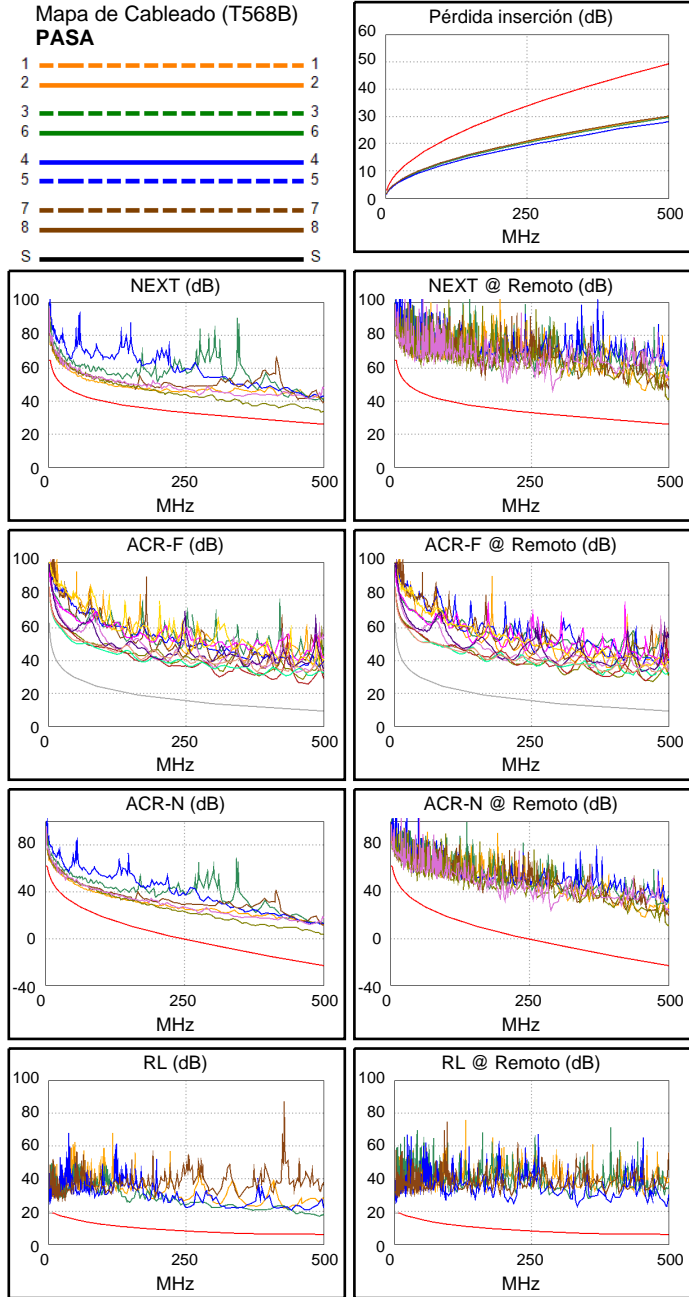 Mapa de Cableado (T568B)
PASA
1 1
2 2
3 3
6 6
4 4
5 5
7 7
8 8
S S
Pérdida inserción (dB)
60
50
40
30
20
10
0
0 250 500
MHz
NEXT (dB)
100
80
60
40
20
0
0 250 500
MHz
NEXT @ Remoto (dB)
100
80
60
40
20
0
0 250 500
MHz
ACR-F (dB)
100
80
60
40
20
0
0 250 500
MHz
ACR-F @ Remoto (dB)
100
80
60
40
20
0
0 250 500
MHz
ACR-N (dB)
80
40
0
-40
0 250 500
MHz
ACR-N @ Remoto (dB)
80
40
0
-40
0 250 500
MHz
RL (dB)
100
80
60
40
20
0
0 250 500
MHz
RL @ Remoto (dB)
100
80
60
40
20
0
0 250 500
MHz